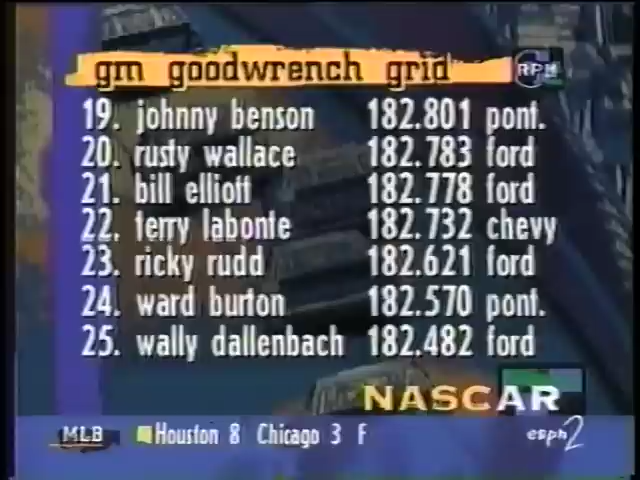 gm goodwrench grid RPM
19. johnny benson 182.801 pont.
20. rusty wallace 182.783 ford
21. bill elliott 182.778 ford
22. terry labonte 182.732 chevy
23. ricky rudd 182.621 ford
24. ward burton 182.570 pont.
25. wally dallenbach 182.482 ford
NASCAR
MLB Houston 8 Chicago 3 F espn2